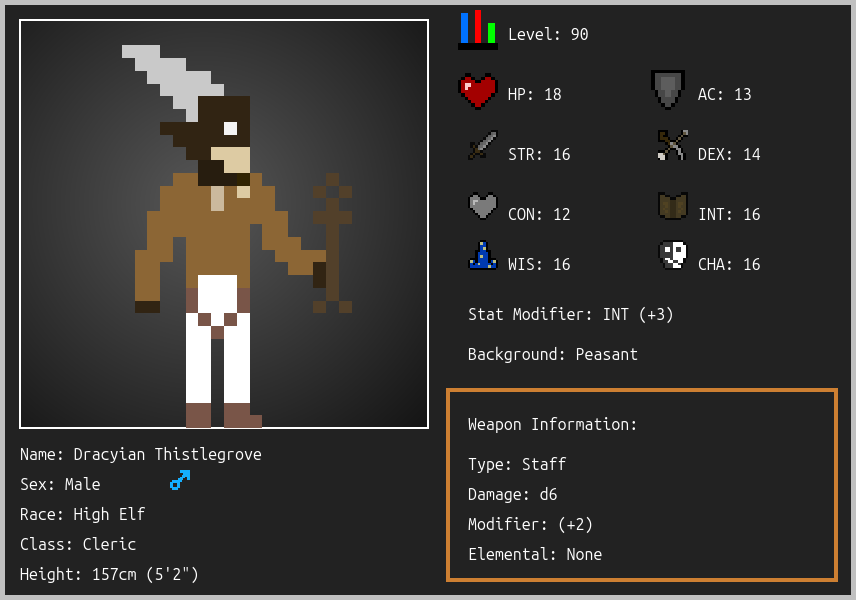 Level: 90
HP: 18
AC: 13
STR: 16
DEX: 14
CON: 12
INT: 16
WIS: 16
CHA: 16
Stat Modifier: INT (+3)
Background: Peasant
Weapon Information:
Type: Staff
Damage: d6
Modifier: (+2)
Elemental: None
Name: Dracyian Thistlegrove
Sex: Male
Race: High Elf
Class: Cleric
Height: 157cm (5'2")